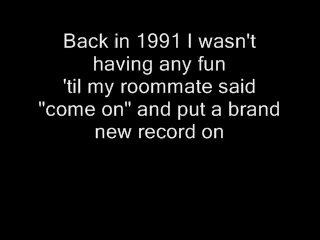 Back in 1991 I wasn't
having any fun
'til my roommate said
"come on" and put a brand
new record on